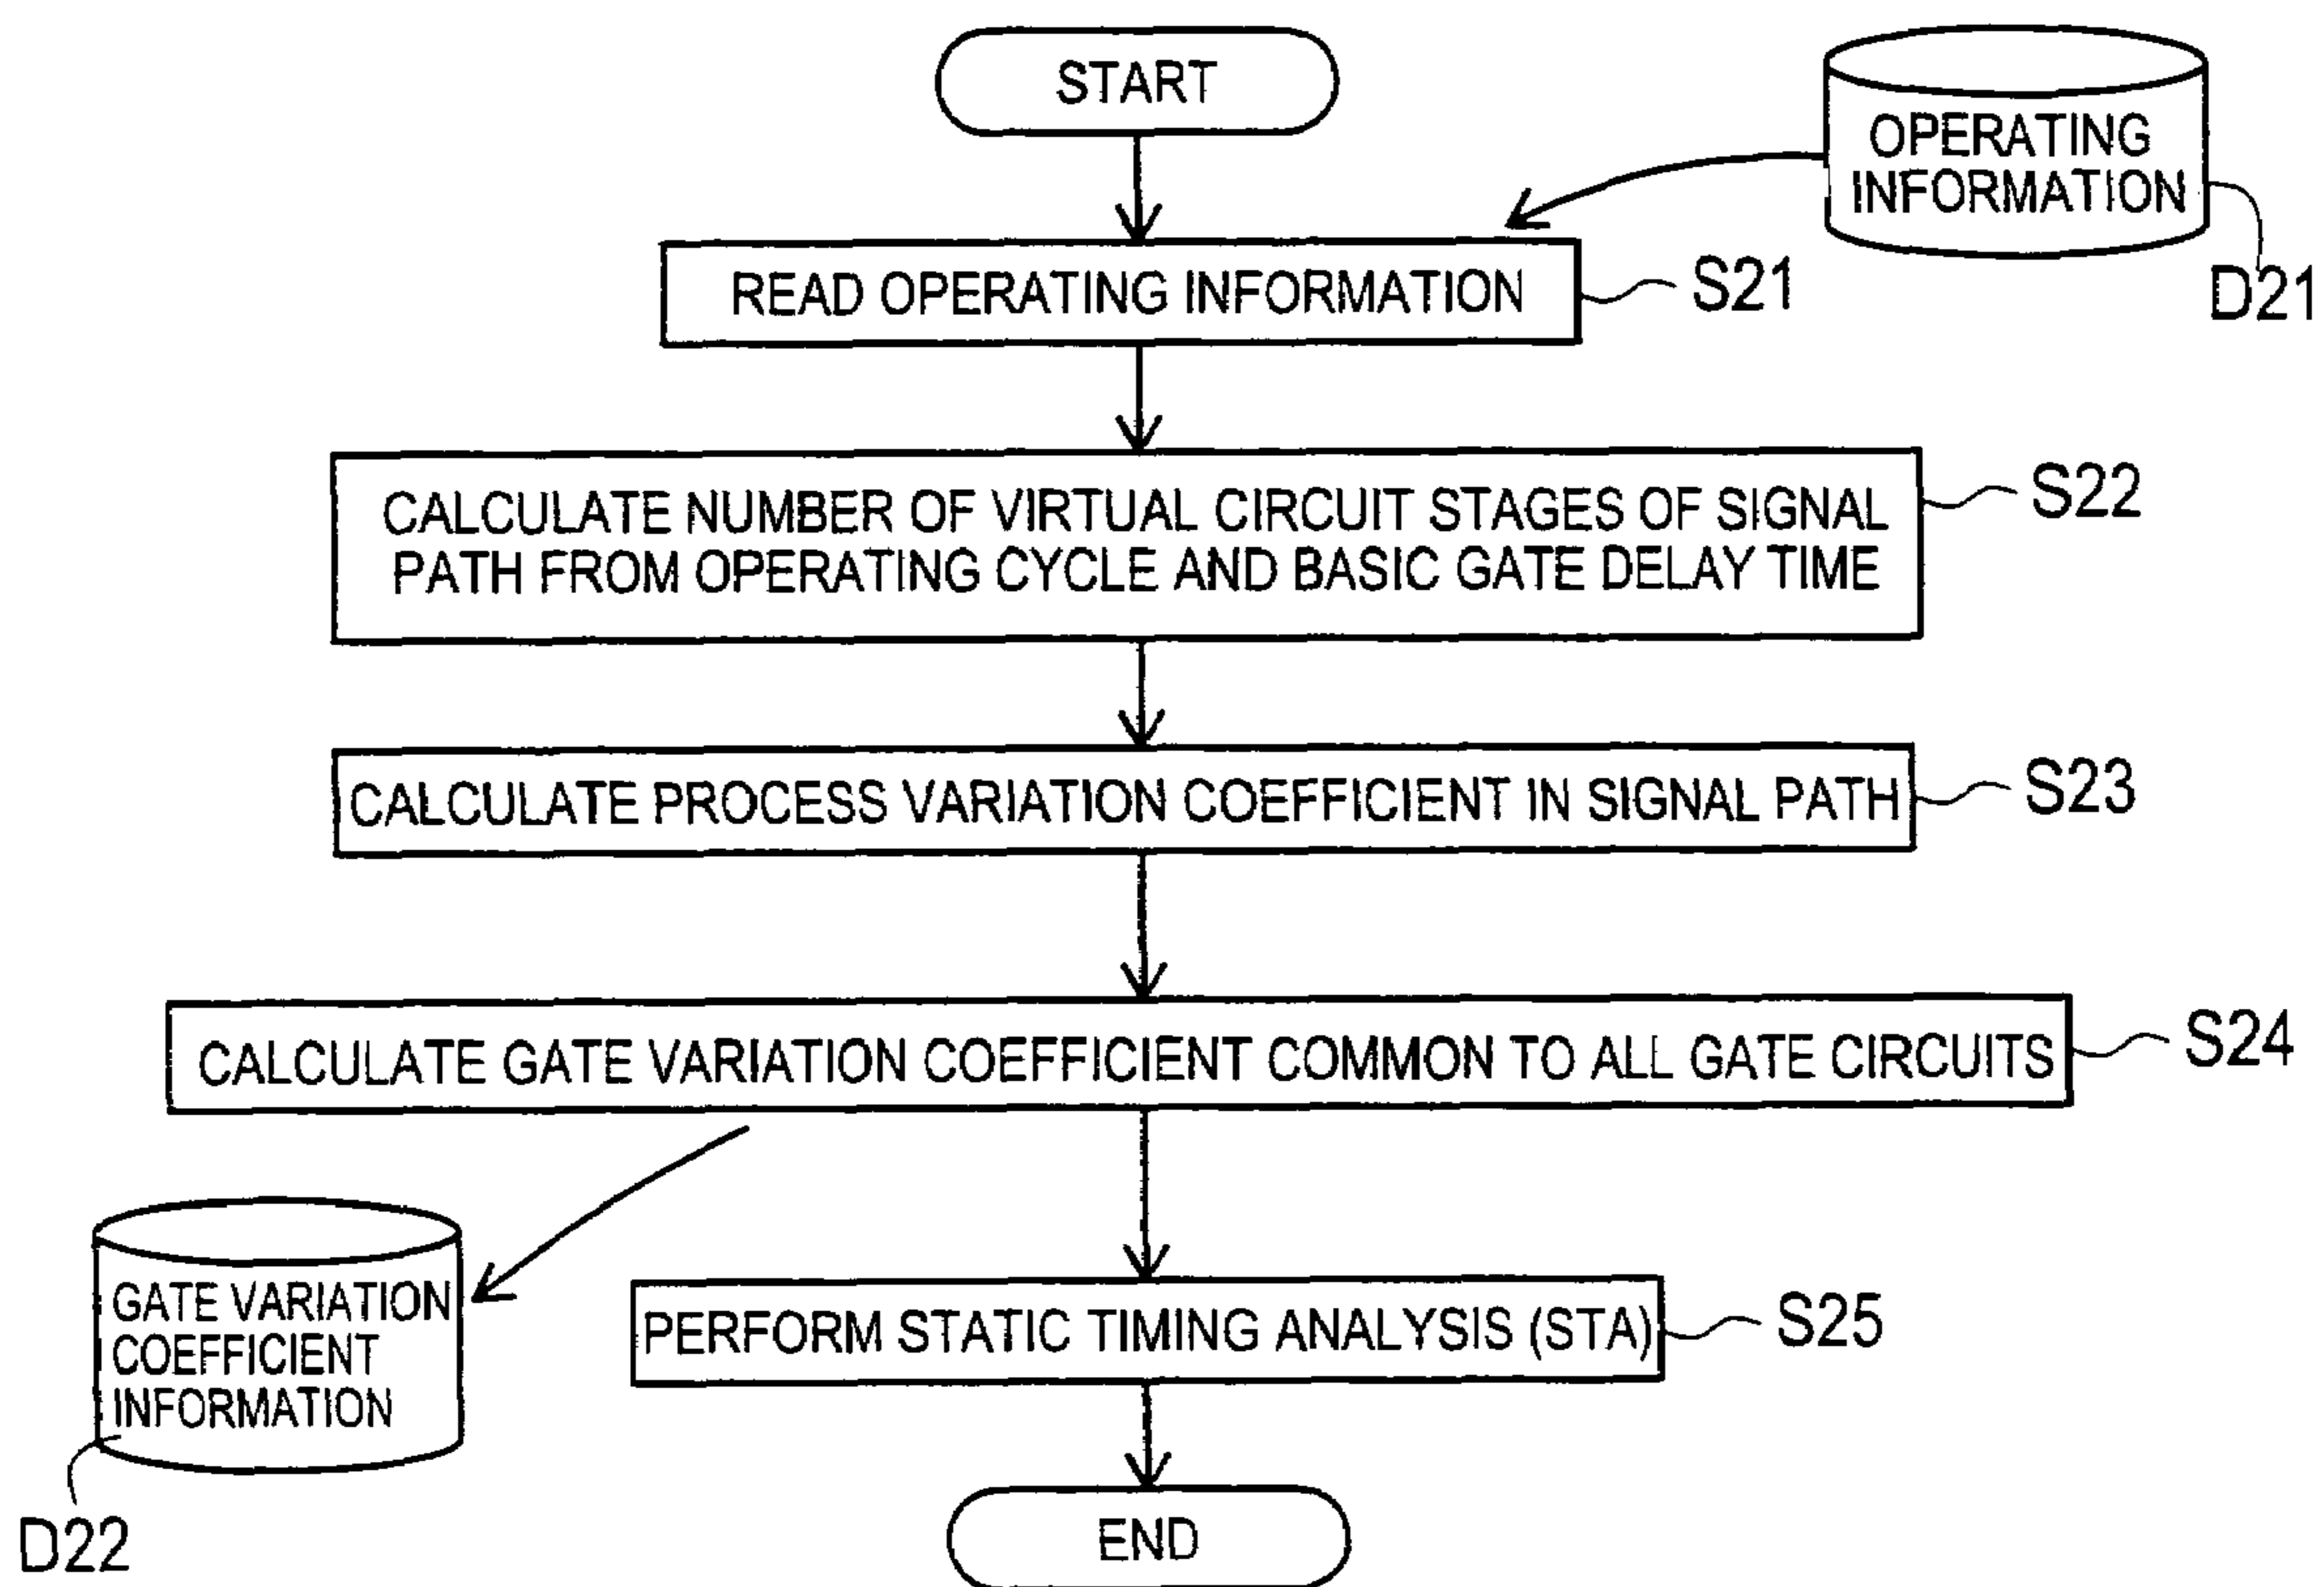 START
OPERATING
INFORMATION
D21
READ OPERATING INFORMATION
S21
CALCULATE NUMBER OF VIRTUAL CIRCUIT STAGES OF SIGNAL
PATH FROM OPERATING CYCLE AND BASIC GATE DELAY TIME
S22
CALCULATE PROCESS VARIATION COEFFICIENT IN SIGNAL PATH
S23
CALCULATE GATE VARIATION COEFFICIENT COMMON TO ALL GATE CIRCUITS
S24
GATE VARIATION
COEFFICIENT
INFORMATION
D22
PERFORM STATIC TIMING ANALYSIS (STA)
S25
END